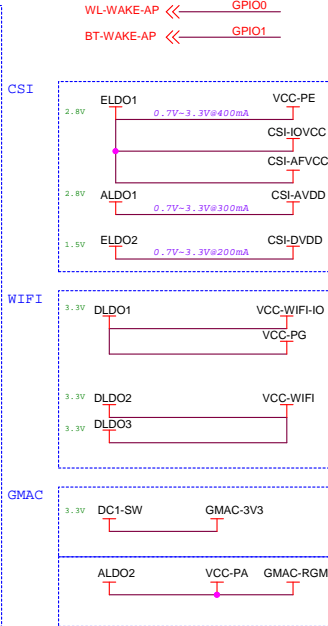 WL-WAKE-AP GPIO0
BT-WAKE-AP GPIO1
CSI
ELDO1 VCC-PE
2.8V 0.7V~3.3V@400mA
CSI-IOVCC
CSI-AFVCC
2.8V ALDO1 0.7V~3.3V@300mA CSI-AVDD
1.5V ELDO2 0.7V~3.3V@200mA CSI-DVDD
WIFI
3.3V DLDO1 VCC-WIFI-IO
VCC-PG
3.3V DLDO2 VCC-WIFI
3.3V DLDO3
GMAC
3.3V DC1-SW GMAC-3V3
ALDO2 VCC-PA GMAC-RGM